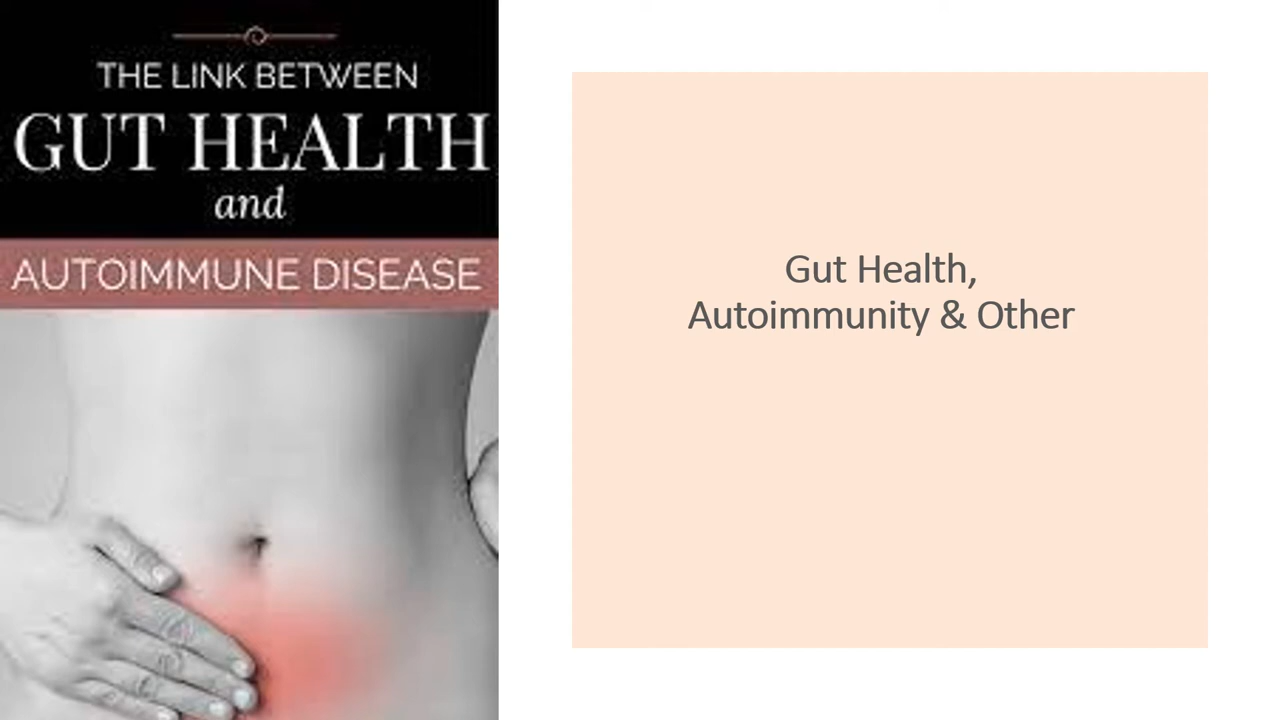 THE LINK BETWEEN
GUT HEALTH
and
AUTOIMMUNE DISEASE
Gut Health,
Autoimmunity & Other